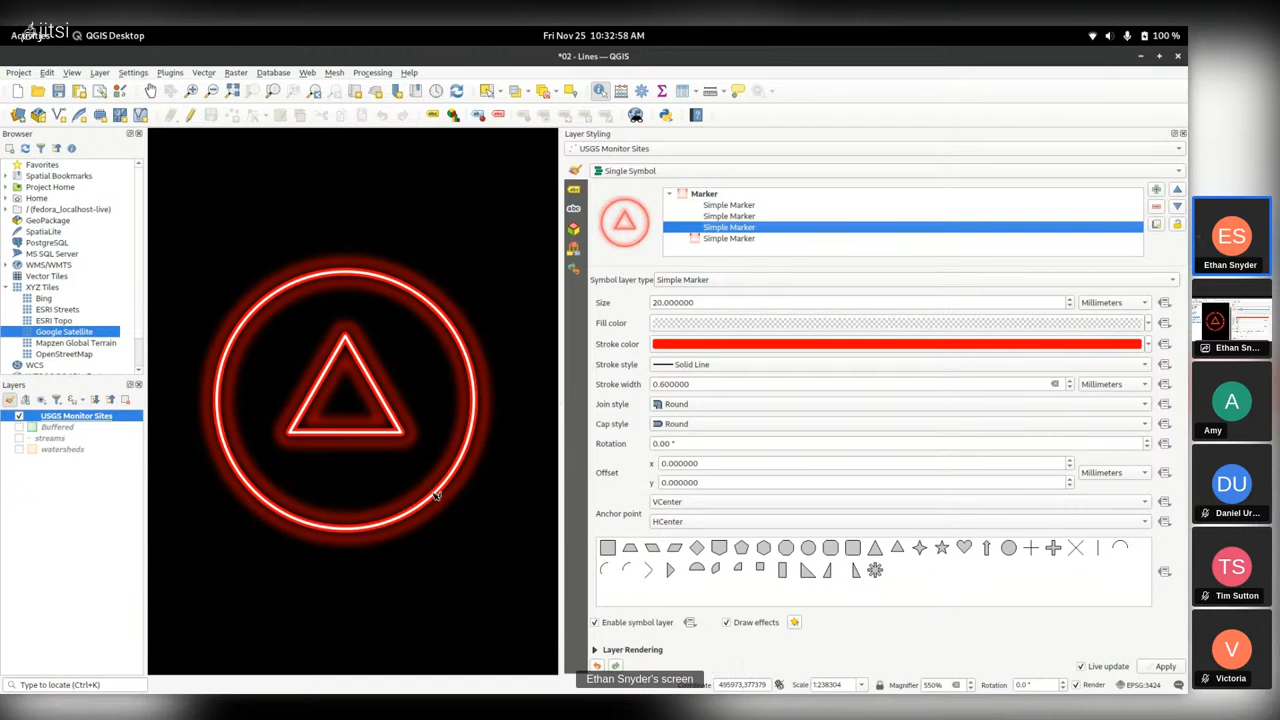 jitsi
Activities QGIS Desktop Fri Nov 25 10:32:58 AM 100 %
*02 - Lines — QGIS
Project Edit View Layer Settings Plugins Vector Raster Database Web Mesh Processing Help
Browser
Favorites
Spatial Bookmarks
Project Home
Home
/ (fedora_localhost-live)
GeoPackage
SpatiaLite
PostgreSQL
MS SQL Server
WMS/WMTS
Vector Tiles
XYZ Tiles
Bing
ESRI Streets
ESRI Topo
Google Satellite
Mapzen Global Terrain
OpenStreetMap
WCS
Layers
USGS Monitor Sites
Buffered
streams
watersheds
Type to locate (Ctrl+K)
Layer Styling
USGS Monitor Sites
Single Symbol
abc
abc
Marker
Simple Marker
Simple Marker
Simple Marker
Simple Marker
Symbol layer type Simple Marker
Size 20.000000 Millimeters
Fill color
Stroke color
Stroke style Solid Line
Stroke width 0.600000 Millimeters
Join style Round
Cap style Round
Rotation 0.00 °
Offset x 0.000000 Millimeters
y 0.000000
Anchor point VCenter
HCenter
Enable symbol layer Draw effects
Layer Rendering
Live update Apply
Ethan Snyder's screen
Coordinate 495973,377379 Scale 1:238304 Magnifier 550% Rotation 0.0 ° Render EPSG:3424
ES
Ethan Snyder
Ethan Sn...
A
Amy
DU
Daniel Ur...
TS
Tim Sutton
V
Victoria